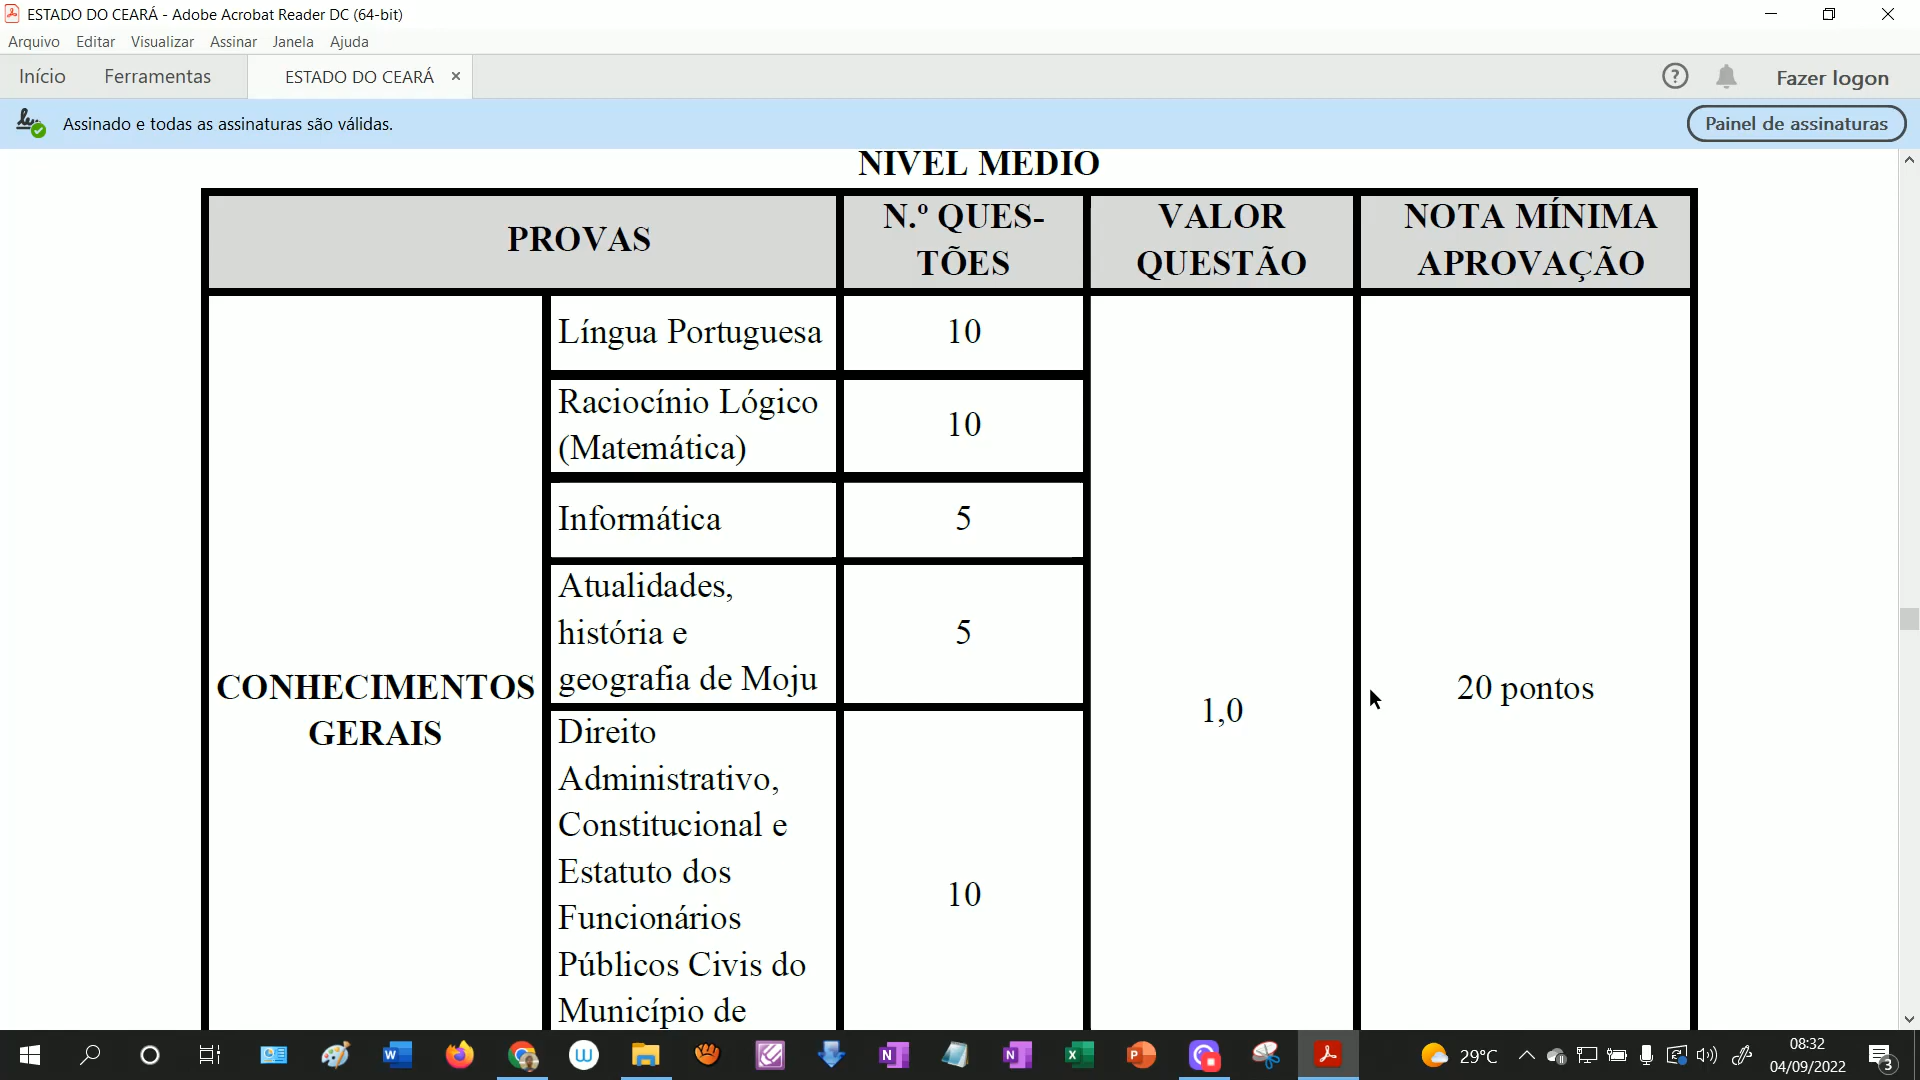 ESTADO DO CEARÁ - Adobe Acrobat Reader DC (64-bit)
Arquivo Editar Visualizar Assinar Janela Ajuda
Início Ferramentas ESTADO DO CEARÁ × ? Fazer logon
Assinado e todas as assinaturas são válidas. Painel de assinaturas
NIVEL MEDIO
PROVAS
N.º QUES-
TÕES
VALOR
QUESTÃO
NOTA MÍNIMA
APROVAÇÃO
CONHECIMENTOS
GERAIS
Língua Portuguesa
10
Raciocínio Lógico
(Matemática)
10
Informática
5
Atualidades,
história e
geografia de Moju
5
Direito
Administrativo,
Constitucional e
Estatuto dos
Funcionários
Públicos Civis do
Município de
10
1,0
20 pontos
29°C
08:32
04/09/2022
3